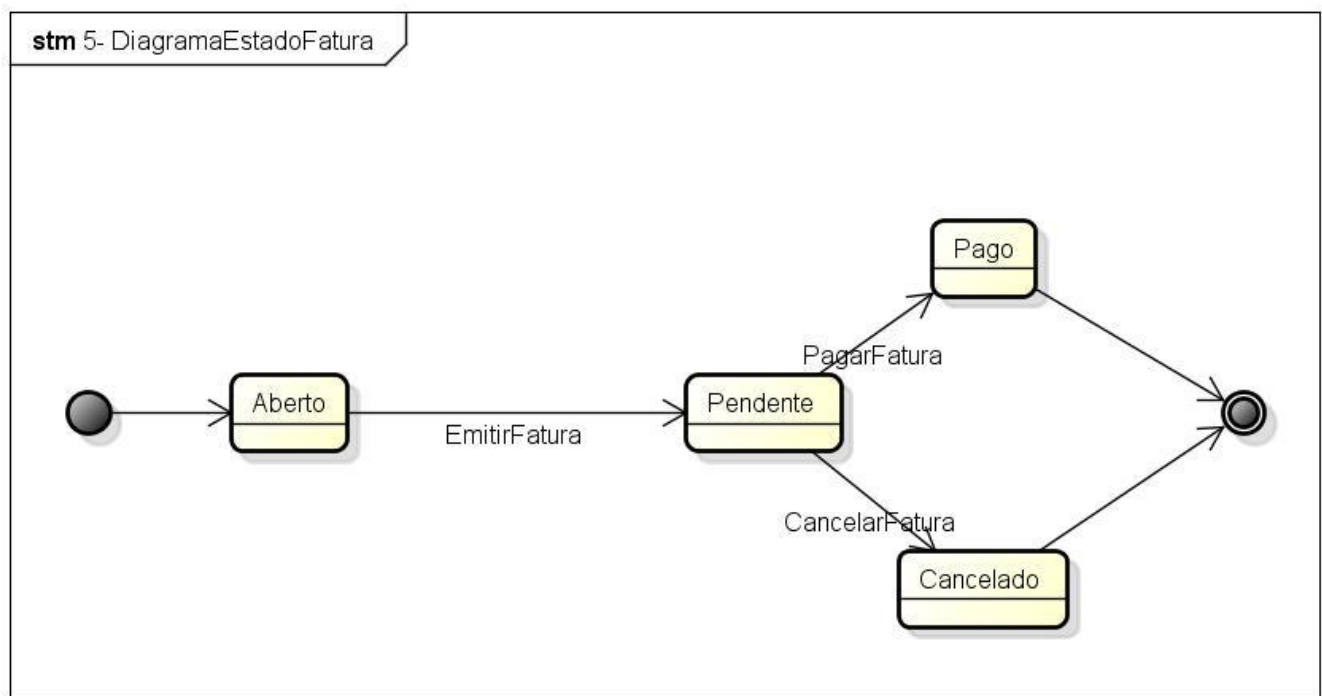 stm 5- DiagramaEstadoFatura
Pago
PagarFatura
Aberto
Pendente
EmitirFatura
CancelarFatura
Cancelado